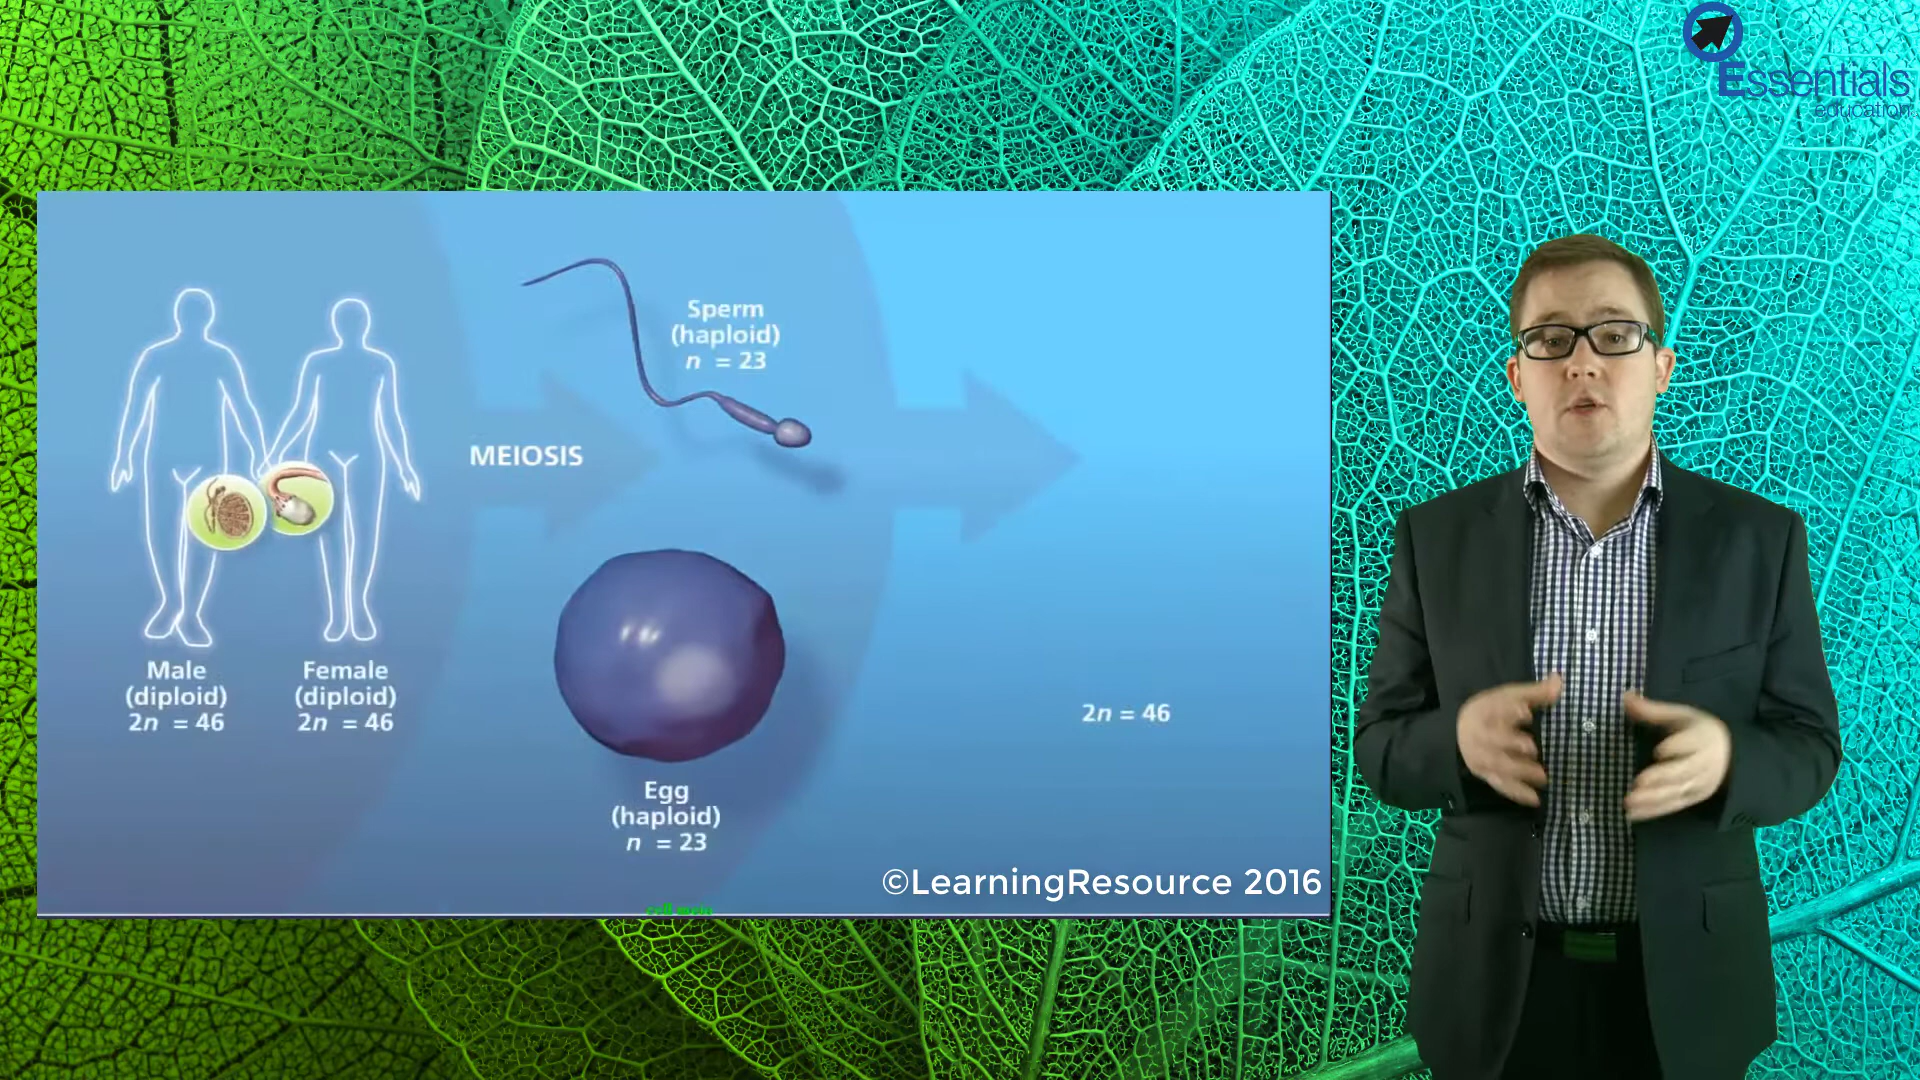 Essentials
education
Sperm
(haploid)
n = 23
MEIOSIS
Male
(diploid)
2n = 46
Female
(diploid)
2n = 46
2n = 46
Egg
(haploid)
n = 23
©LearningResource 2016